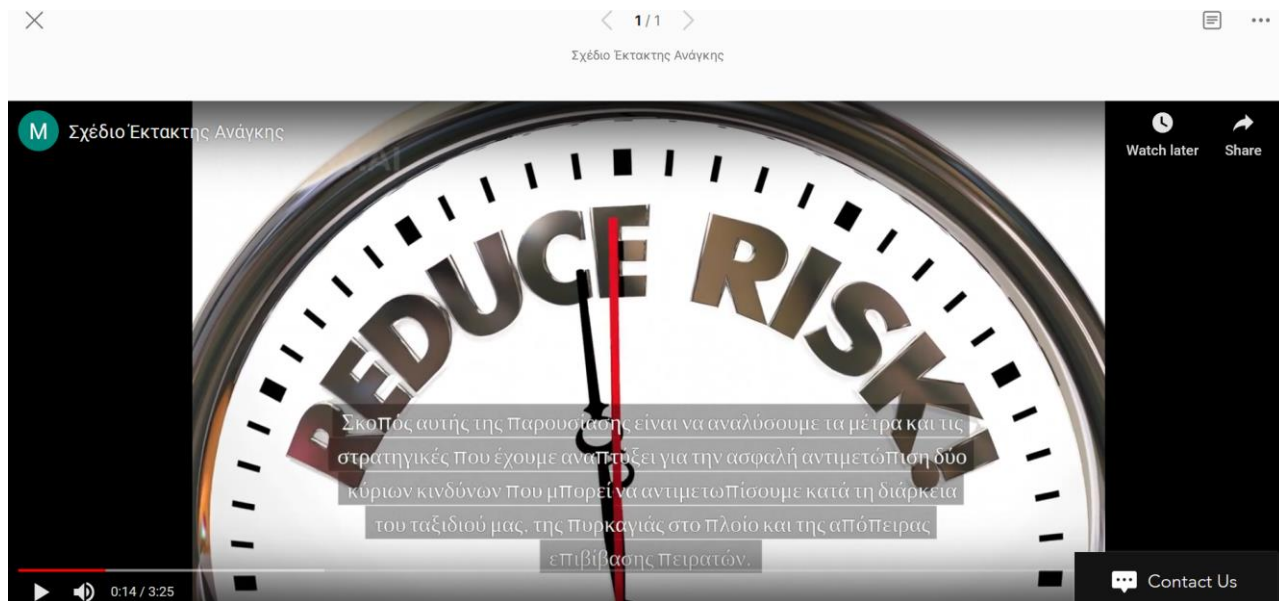 1 / 1
Σχέδιο Έκτακτης Ανάγκης
M
Σχέδιο Έκτακτης Ανάγκης
Watch later
Share
REDUCE RISK!
Σκοπός αυτής της παρουσίασης είναι να αναλύσουμε τα μέτρα και τις
στρατηγικές που έχουμε αναπτύξει για την ασφαλή αντιμετώπιση δύο
κύριων κινδύνων που μπορεί να αντιμετωπίσουμε κατά τη διάρκεια
του ταξιδιού μας, της πυρκαγιάς στο πλοίο και της απόπειρας
επιβίβασης πειρατών.
0:14 / 3:25
Contact Us